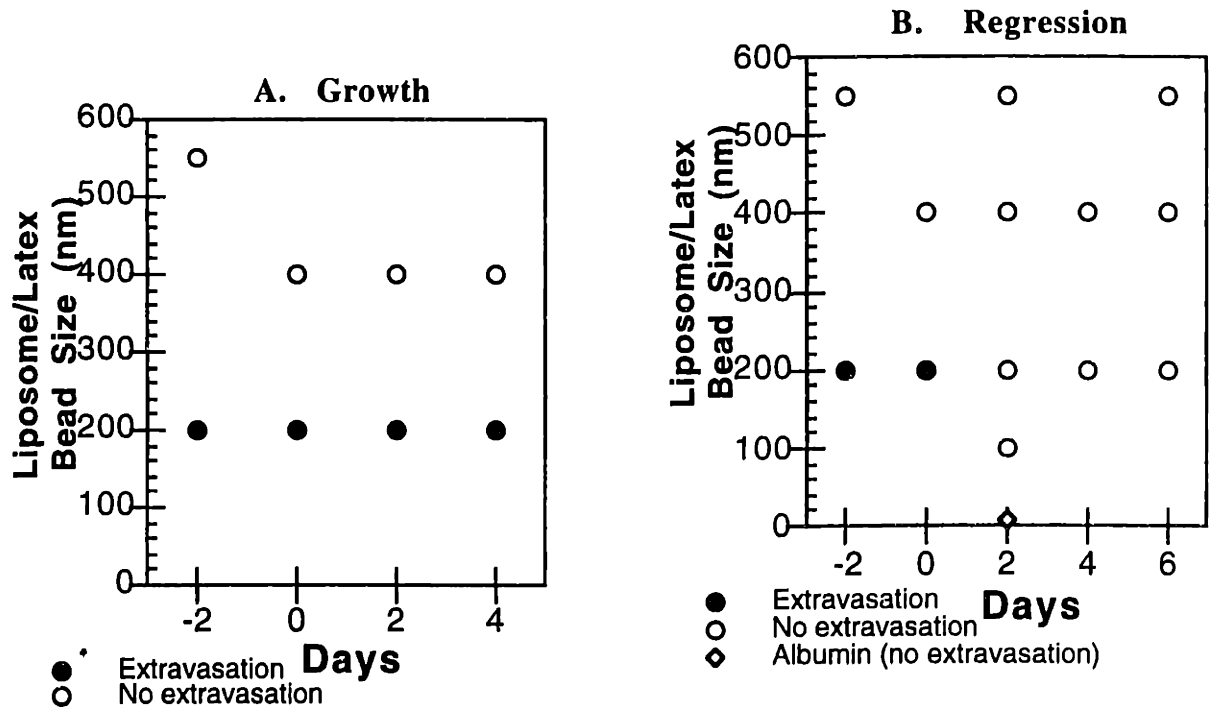 A. Growth
600
500
400
300
200
100
0
Liposome/Latex
Bead Size (nm)
-2 0 2 4
Days
Extravasation
No extravasation
B. Regression
600
500
400
300
200
100
0
Liposome/Latex
Bead Size (nm)
-2 0 2 4 6
Days
Extravasation
No extravasation
Albumin (no extravasation)